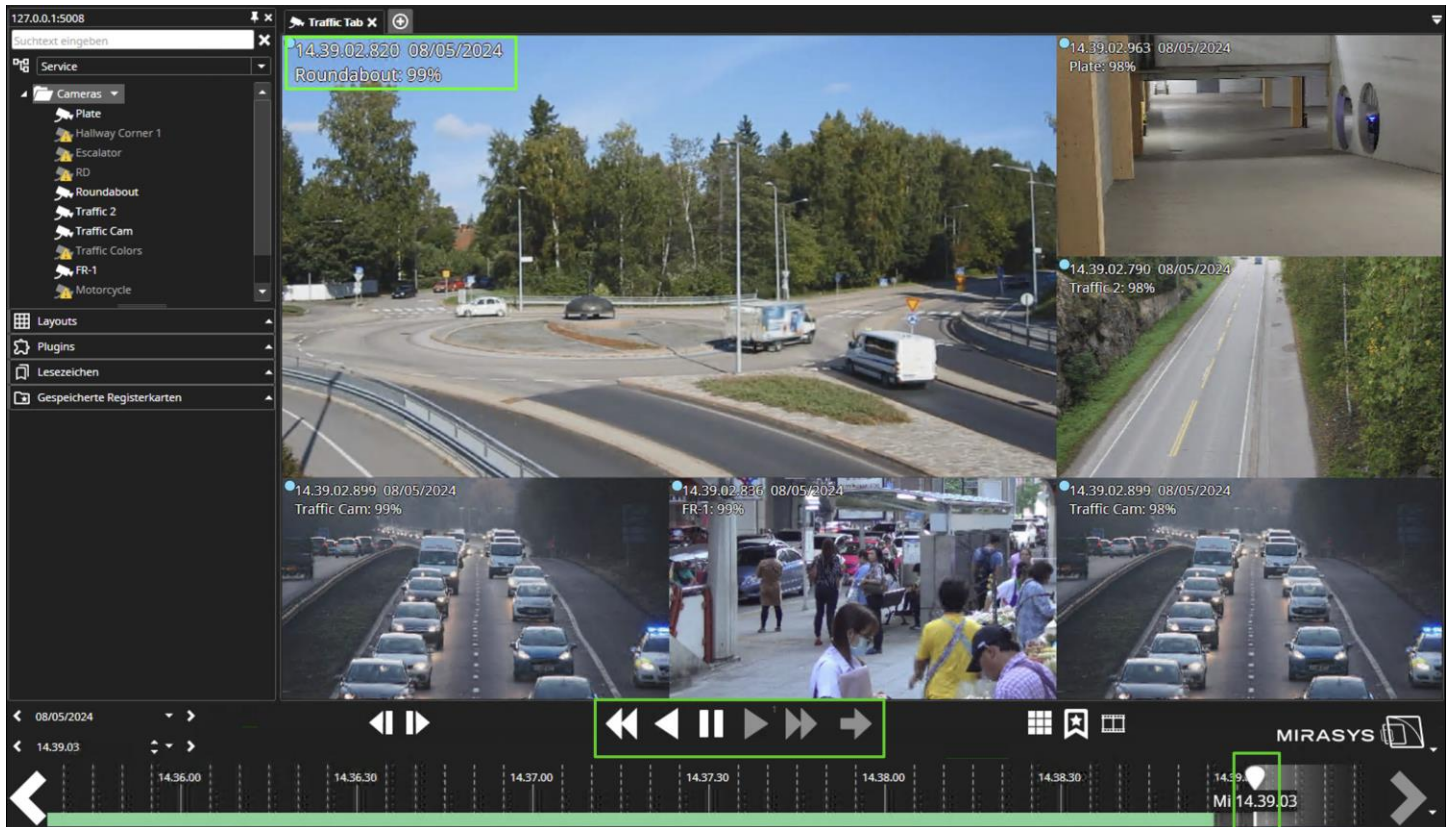 127.0.0.1:5008
Traffic Tab
Suchtext eingeben
Service
Cameras
Plate
Hallway Corner 1
Escalator
RD
Roundabout
Traffic 2
Traffic Cam
Traffic Colors
FR-1
Motorcycle
Layouts
Plugins
Lesezeichen
Gespeicherte Registerkarten
14.39.02.820 08/05/2024
Roundabout: 99%
14.39.02.963 08/05/2024
Plate: 98%
14.39.02.790 08/05/2024
Traffic 2: 98%
14.39.02.899 08/05/2024
Traffic Cam: 99%
14.39.02.836 08/05/2024
FR-1: 99%
14.39.02.899 08/05/2024
Traffic Cam: 98%
08/05/2024
14.39.03
1
MIRASYS
14.36.00
14.36.30
14.37.00
14.37.30
14.38.00
14.38.30
Mi 14.39.03